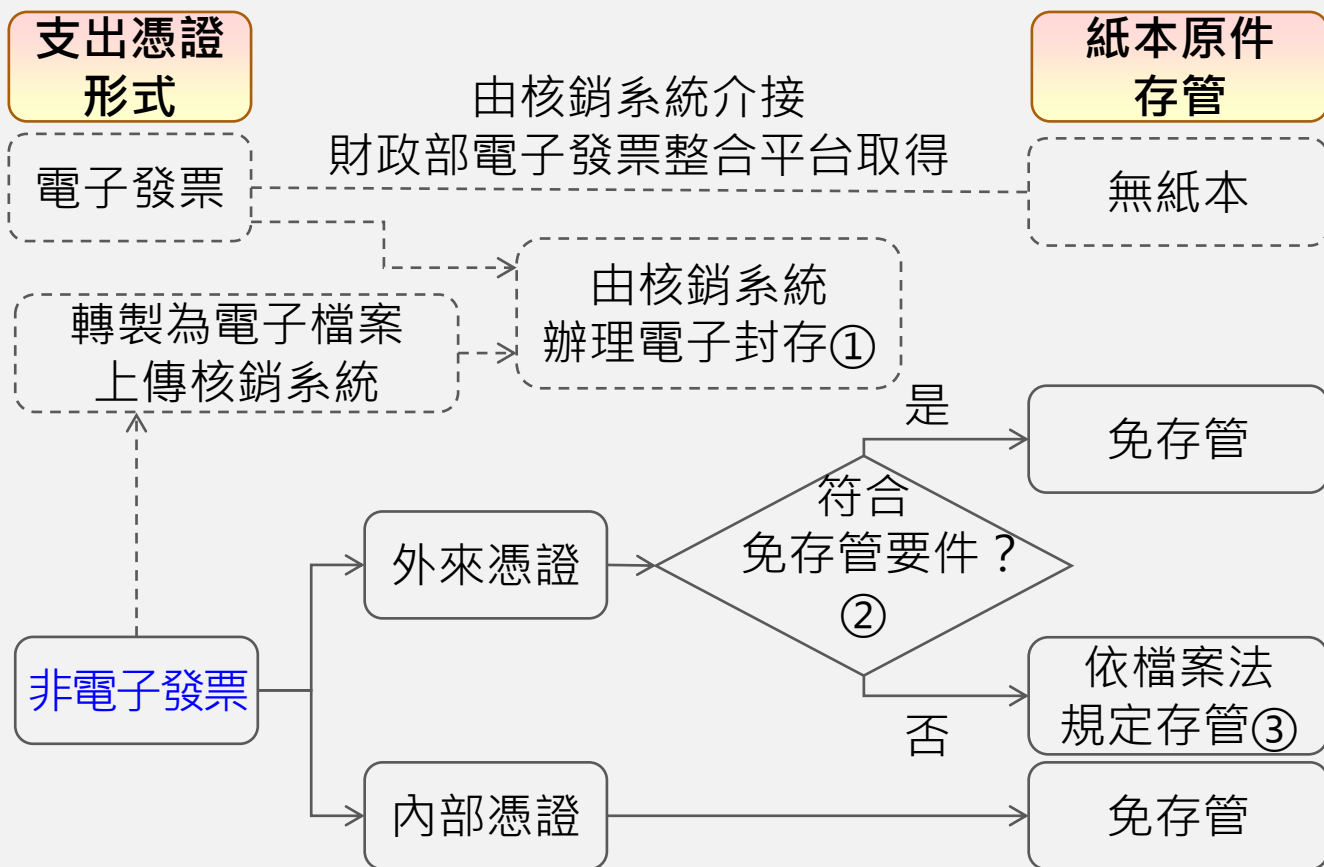 支出憑證
形式
紙本原件
存管
由核銷系統介接
財政部電子發票整合平台取得
電子發票
無紙本
由核銷系統
辦理電子封存①
轉製為電子檔案
上傳核銷系統
是
免存管
符合
免存管要件？
②
外來憑證
非電子發票
依檔案法
規定存管③
否
內部憑證
免存管